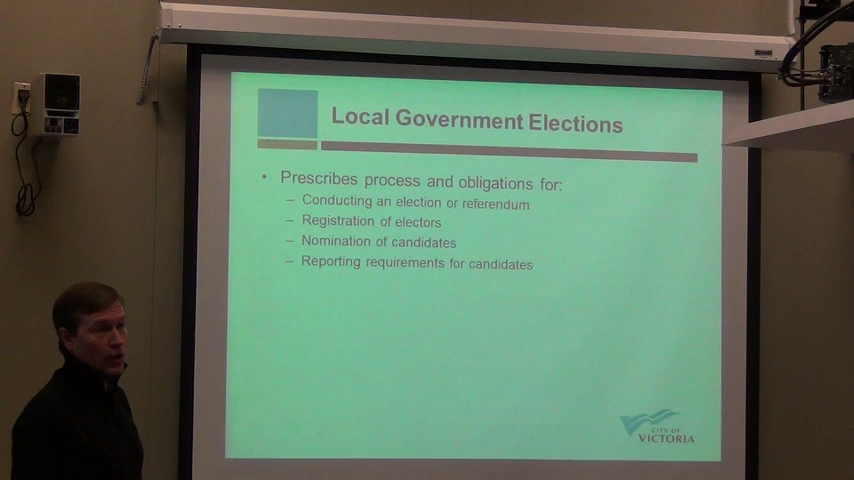 Local Government Elections
• Prescribes process and obligations for:
– Conducting an election or referendum
– Registration of electors
– Nomination of candidates
– Reporting requirements for candidates
CITY OF
VICTORIA